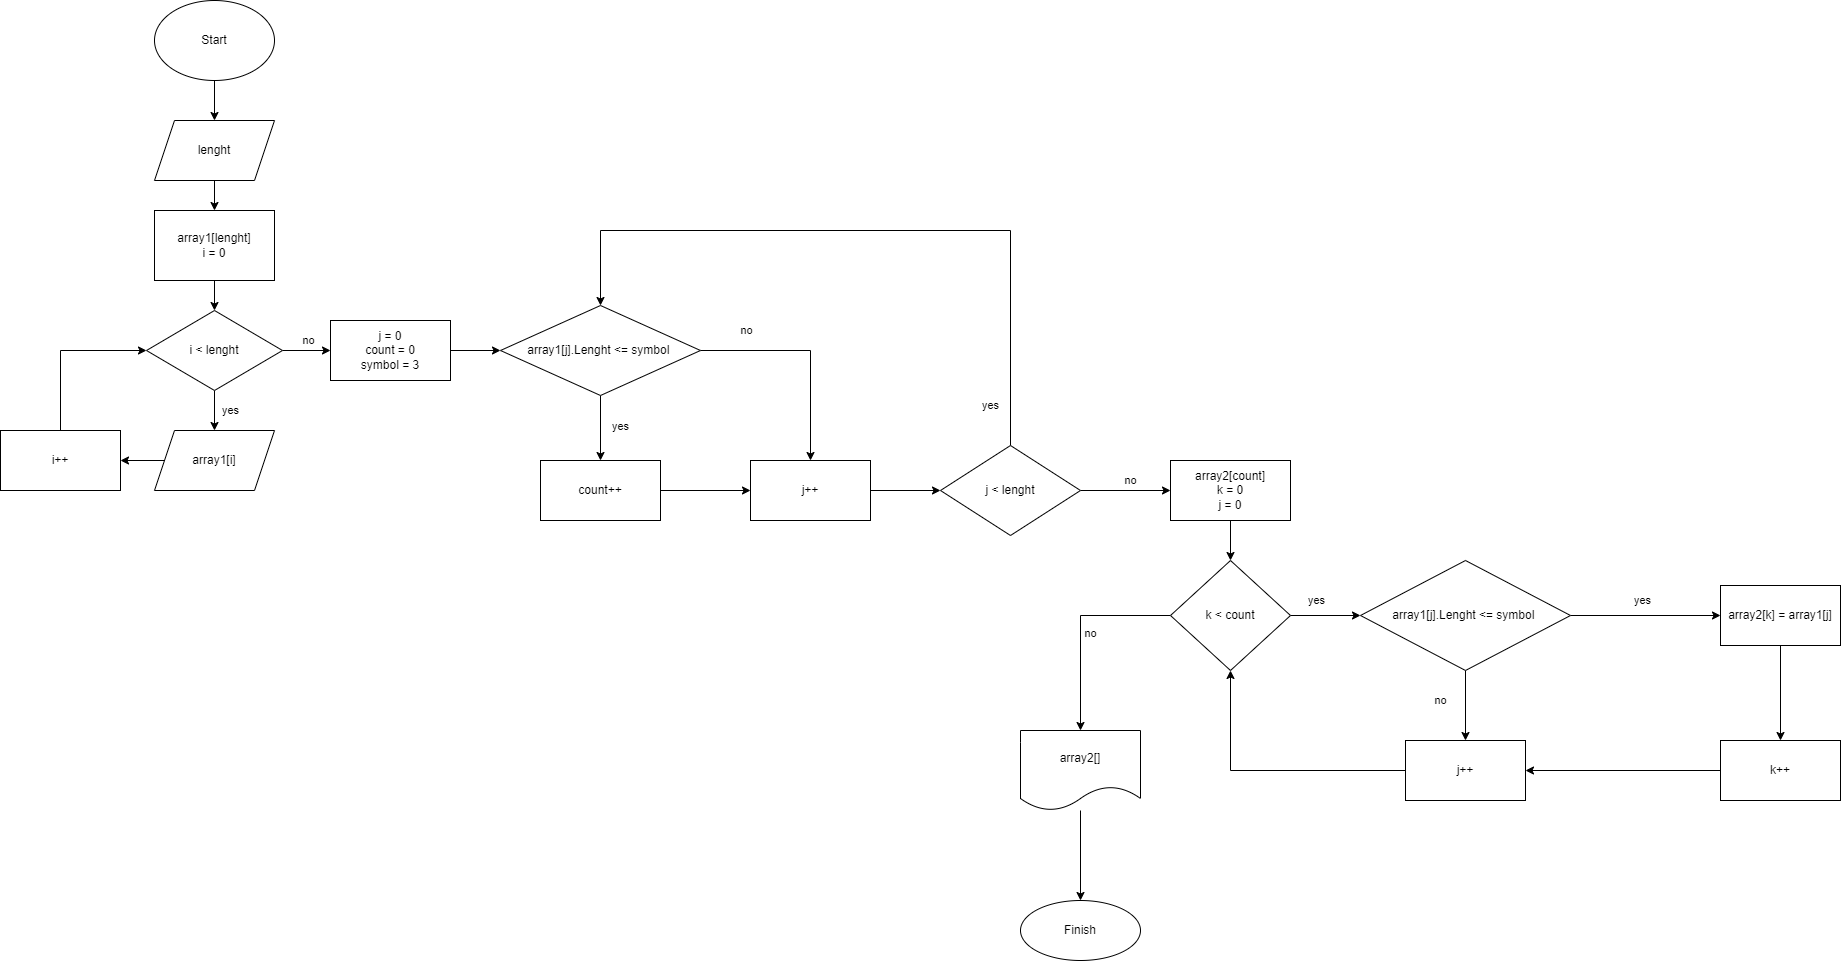 Start
lenght
array1[lenght]
i = 0
i < lenght
no
yes
array1[i]
i++
j = 0
count = 0
symbol = 3
array1[j].Lenght <= symbol
no
yes
count++
j++
yes
j < lenght
no
array2[count]
k = 0
j = 0
k < count
yes
array1[j].Lenght <= symbol
yes
array2[k] = array1[j]
no
no
array2[]
j++
k++
Finish